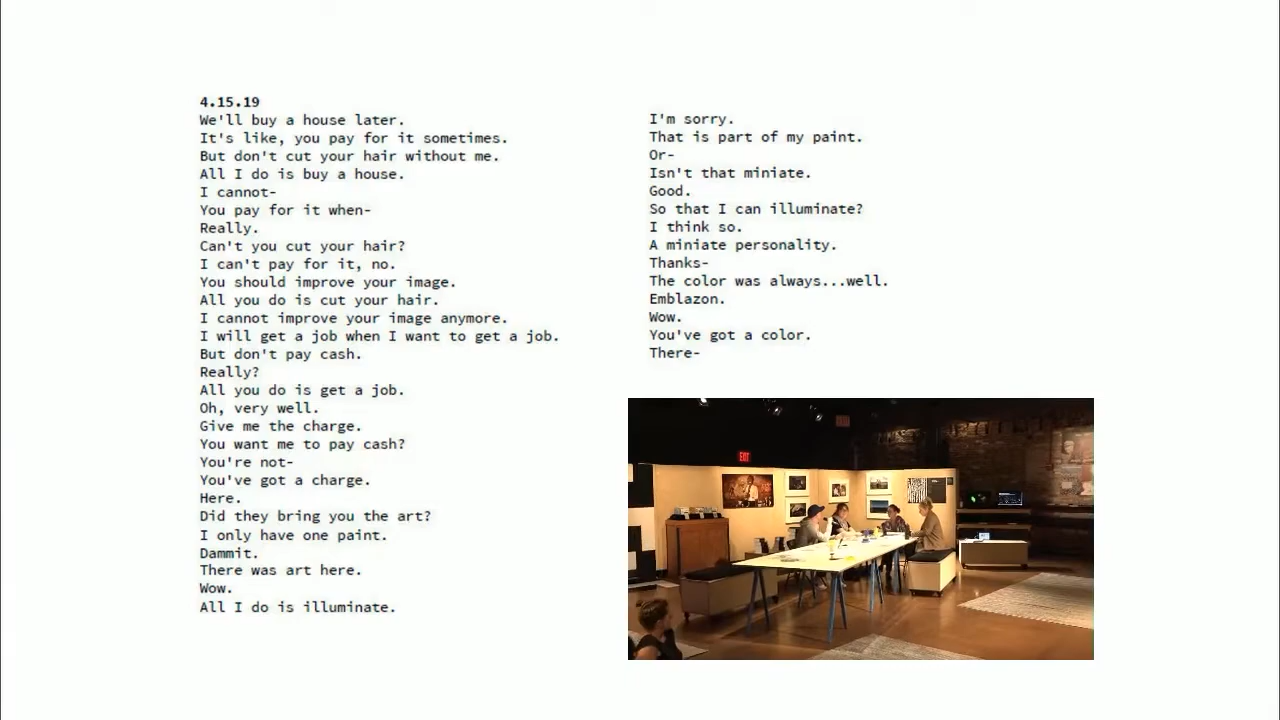 4.15.19
We'll buy a house later.
It's like, you pay for it sometimes.
But don't cut your hair without me.
All I do is buy a house.
I cannot-
You pay for it when-
Really.
Can't you cut your hair?
I can't pay for it, no.
You should improve your image.
All you do is cut your hair.
I cannot improve your image anymore.
I will get a job when I want to get a job.
But don't pay cash.
Really?
All you do is get a job.
Oh, very well.
Give me the charge.
You want me to pay cash?
You're not-
You've got a charge.
Here.
Did they bring you the art?
I only have one paint.
Dammit.
There was art here.
Wow.
All I do is illuminate.
I'm sorry.
That is part of my paint.
Or-
Isn't that miniate.
Good.
So that I can illuminate?
I think so.
A miniate personality.
Thanks-
The color was always...well.
Emblazon.
Wow.
You've got a color.
There-
EXIT